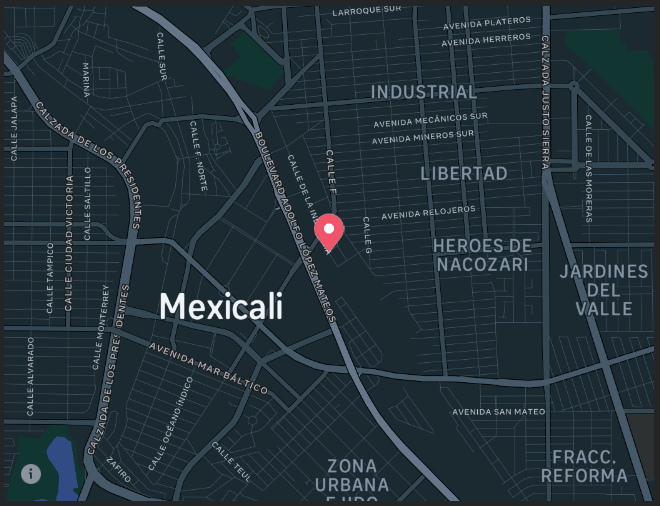 LARROQUE SUR
AVENIDA PLATEROS
AVENIDA HERREROS
CALLE SUR
MARINA
CALLE JALAPA
CALZADA DE LOS PRESIDENTES
CALZADA JUSTO SIERRA
INDUSTRIAL
AVENIDA MECÁNICOS SUR
AVENIDA MINEROS SUR
CALLE F. NORTE
BOULEVARD ADOLFO LÓPEZ MATEOS
CALLE DE LA IN
CALLE F
CALLE DE LAS MORERAS
LIBERTAD
CALLE CIUDAD VICTORIA
CALLE SALTILLO
AVENIDA RELOJEROS
CALLE G
HEROES DE
NACOZARI
CALLE TAMPICO
JARDINES
DEL
VALLE
Mexicali
CALLE MONTERREY
CALZADA DE LOS PRESIDENTES
CALLE ALVARADO
AVENIDA MAR BÁLTICO
CALLE OCÉANO ÍNDICO
AVENIDA SAN MATEO
ZAFIRO
CALLE TEUL
ZONA
URBANA
EJIDO
FRACC.
REFORMA
i